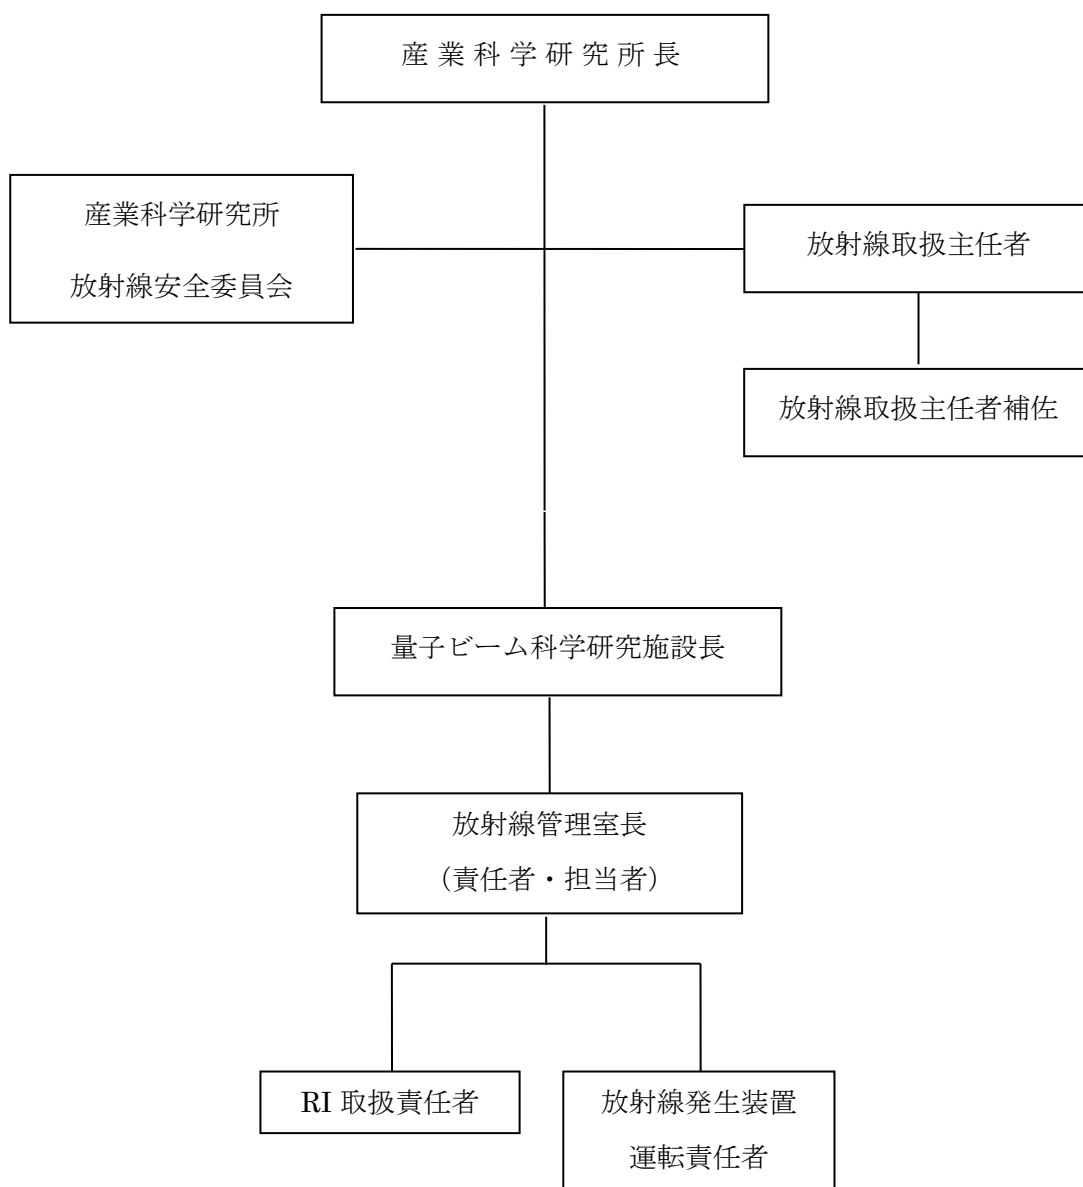 産業科学研究所長
産業科学研究所
放射線安全委員会
放射線取扱主任者
放射線取扱主任者補佐
量子ビーム科学研究施設長
放射線管理室長
（責任者・担当者）
RI 取扱責任者
放射線発生装置
運転責任者